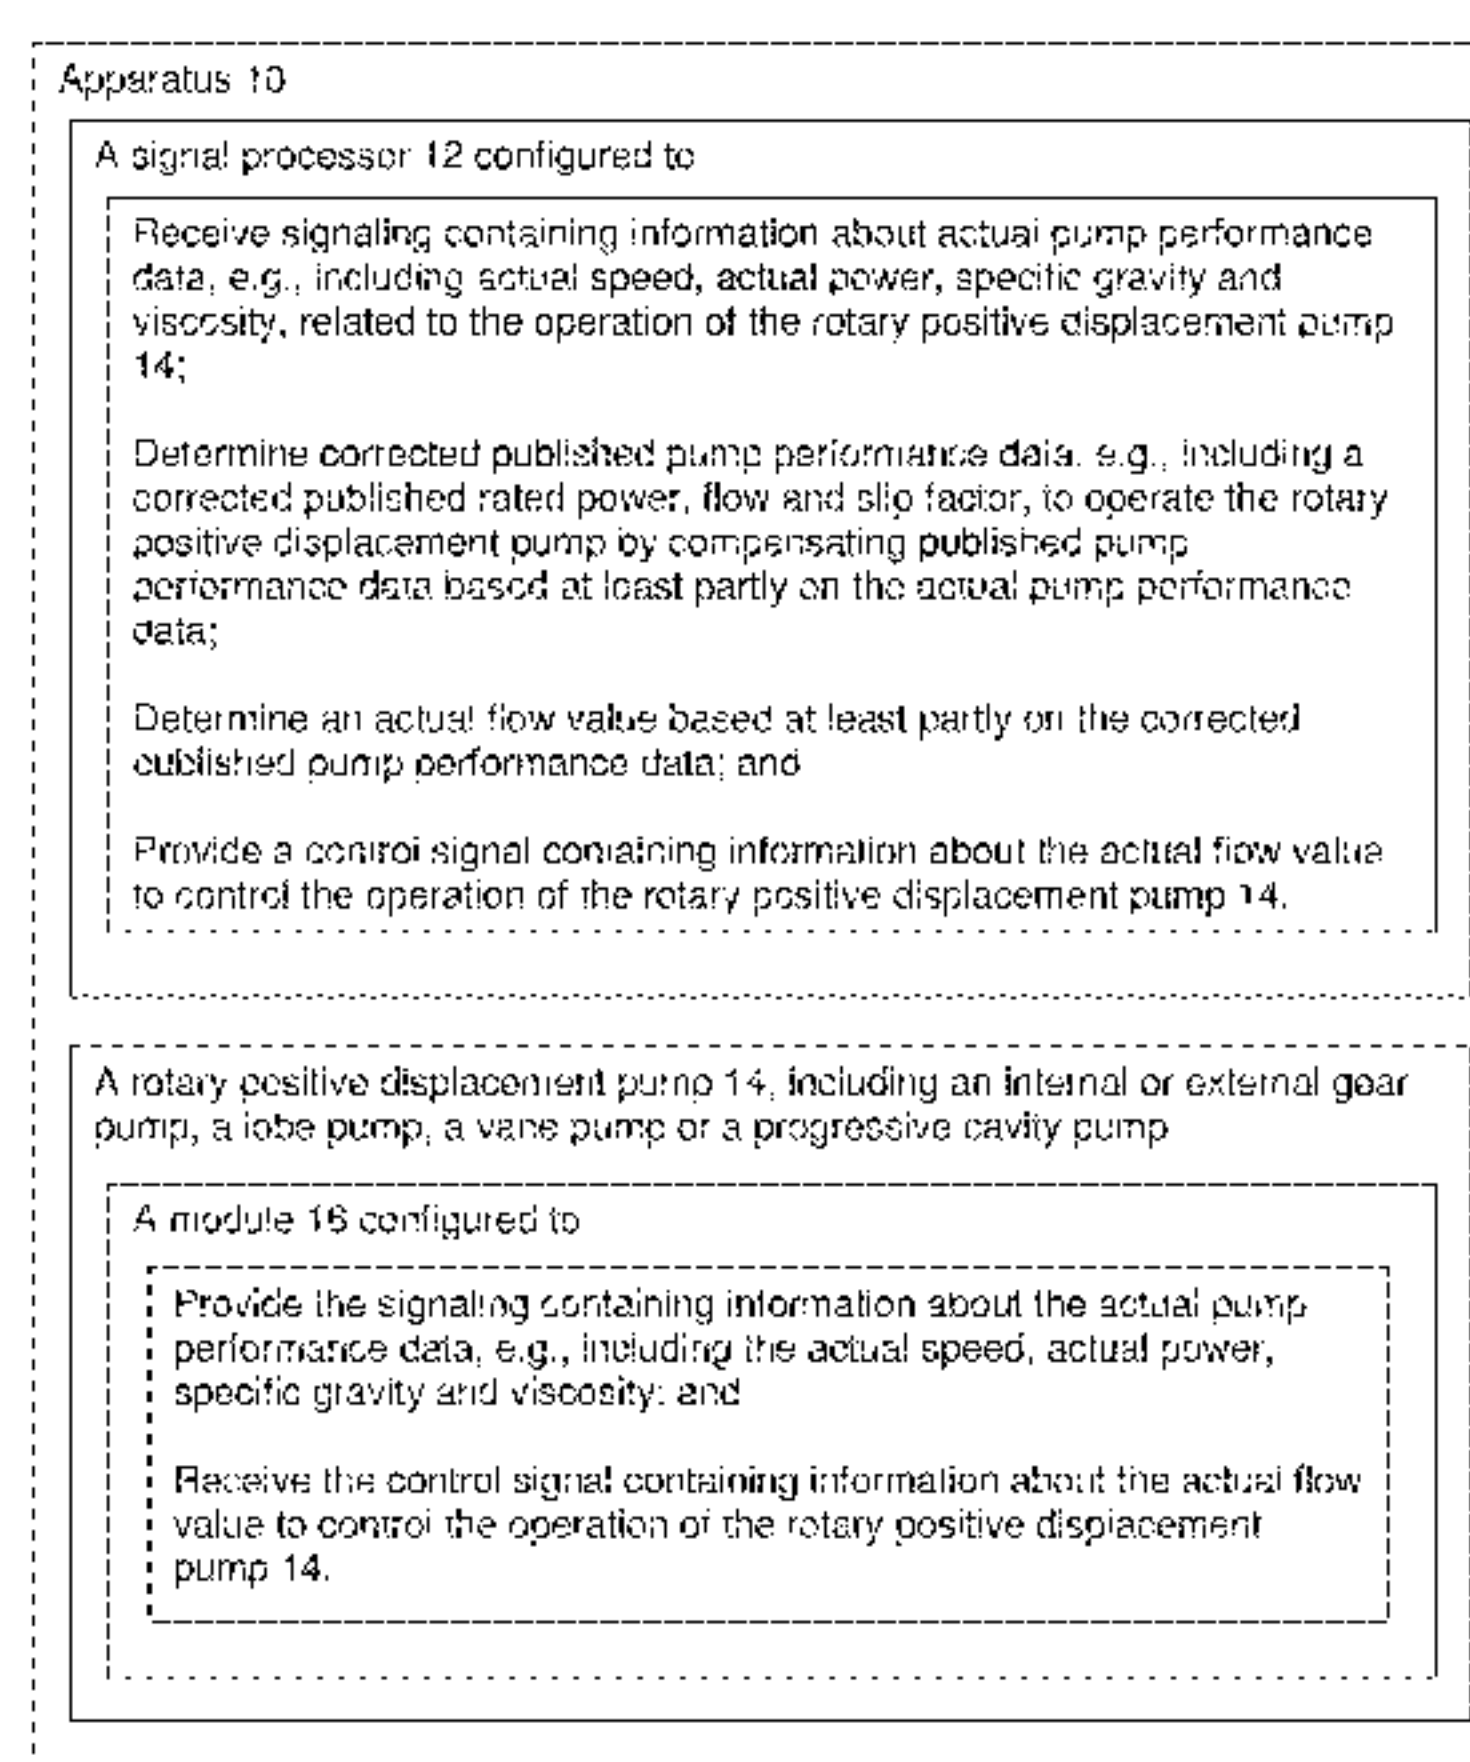 Apparatus 10
A signal processor 12 configured to
Receive signaling containing information about actual pump performance
data, e.g., including actual speed, actual power, specific gravity and
viscosity, related to the operation of the rotary positive displacement pump
14;
Determine corrected published pump performance data, e.g., including a
corrected published rated power, flow and slip factor, to operate the rotary
positive displacement pump by compensating published pump
performance data based at least partly on the actual pump performance
data;
Determine an actual flow value based at least partly on the corrected
published pump performance data; and
Provide a control signal containing information about the actual flow value
to control the operation of the rotary positive displacement pump 14.
A rotary positive displacement pump 14, including an internal or external gear
pump, a lobe pump, a vane pump or a progressive cavity pump
A module 16 configured to
Provide the signaling containing information about the actual pump
performance data, e.g., including the actual speed, actual power,
specific gravity and viscosity; and
Receive the control signal containing information about the actual flow
value to control the operation of the rotary positive displacement
pump 14.